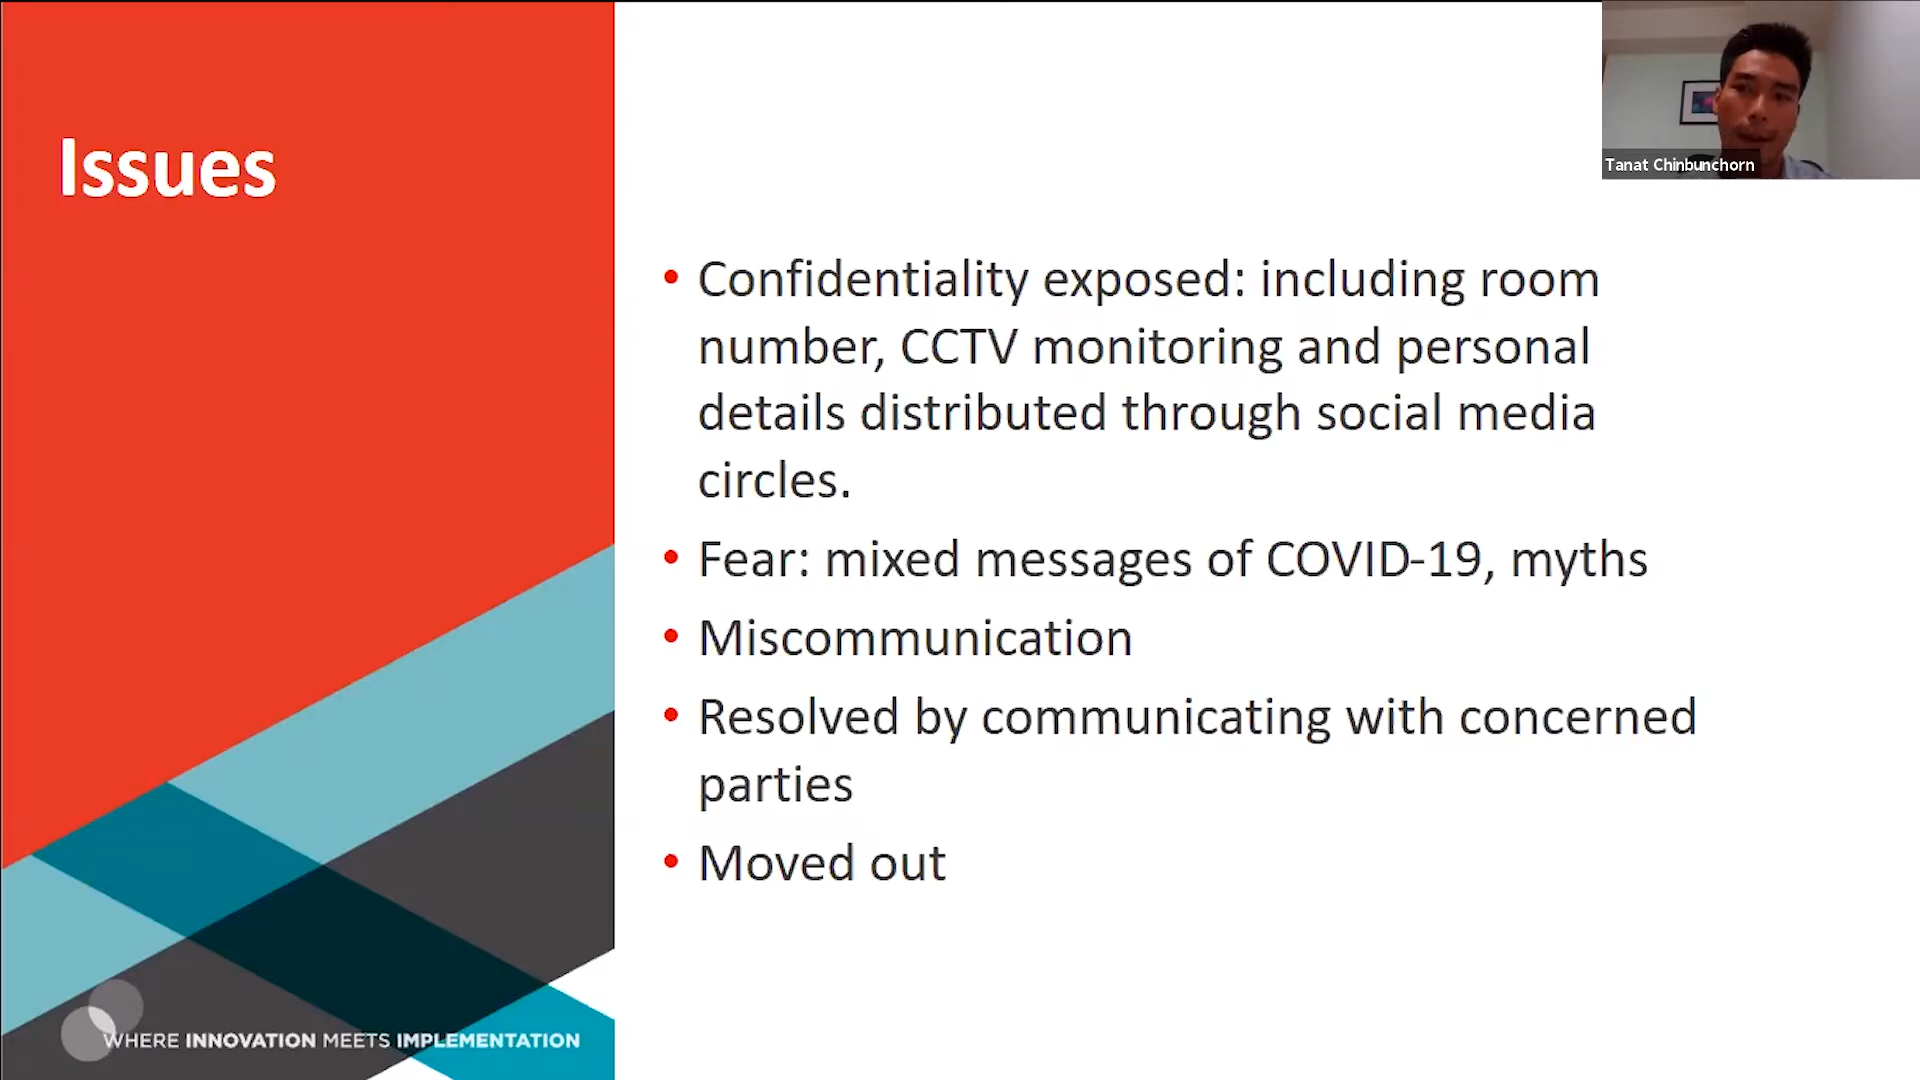 Issues
Tanat Chinbunchorn
• Confidentiality exposed: including room
number, CCTV monitoring and personal
details distributed through social media
circles.
• Fear: mixed messages of COVID-19, myths
• Miscommunication
• Resolved by communicating with concerned
parties
• Moved out
WHERE INNOVATION MEETS IMPLEMENTATION